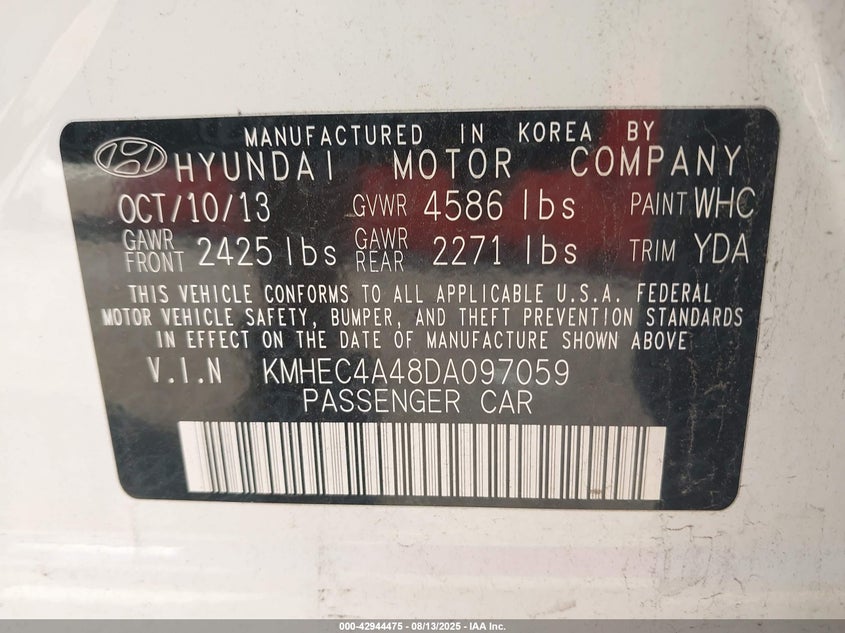 MANUFACTURED IN KOREA BY
HYUNDAI MOTOR COMPANY
OCT/10/13 GVWR 4586 lbs PAINT WHC
GAWR FRONT 2425 lbs GAWR REAR 2271 lbs TRIM YDA
THIS VEHICLE CONFORMS TO ALL APPLICABLE U.S.A. FEDERAL
MOTOR VEHICLE SAFETY, BUMPER, AND THEFT PREVENTION STANDARDS
IN EFFECT ON THE DATE OF MANUFACTURE SHOWN ABOVE
V.I.N KMHEC4A48DA097059
PASSENGER CAR
000-42944475 - 08/13/2025 - IAA Inc.